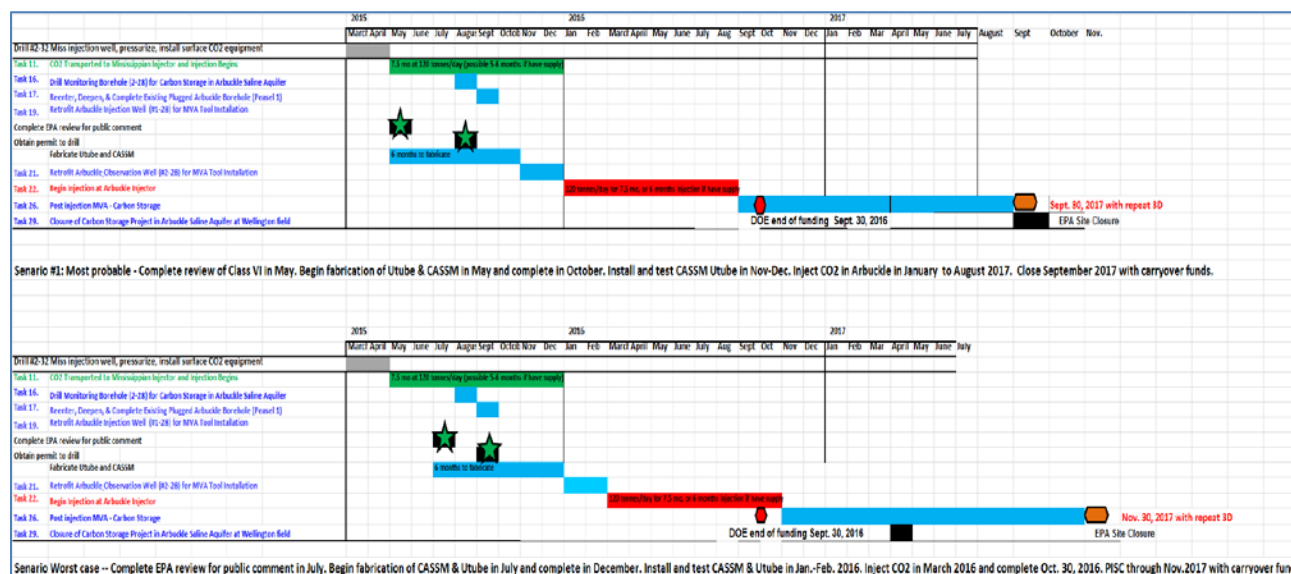 2015 2016 2017
March April May June July August Sept Octob Nov Dec Jan Feb March April May June July Aug Sept Oct Nov Dec Jan Feb Mar April May June July August Sept October Nov.
Drill #2-32 Miss injection well, pressurize, install surface CO2 equipment
Task 11. CO2 Transported to Mississippian Injector and Injection Begins 7.5 mo at 120 tonnes/day (possible 5-6 months if have supply)
Task 16. Drill Monitoring Borehole (2-28) for Carbon Storage in Arbuckle Saline Aquifer
Task 17. Reenter, Deepen, & Complete Existing Plugged Arbuckle Borehole (Peasel 1)
Task 19. Retrofit Arbuckle Injection Well (#1-28) for MVA Tool Installation
Complete EPA review for public comment
Obtain permit to drill
Fabricate Utube and CASSM 6 months to fabricate
Task 21. Retrofit Arbuckle Observation Well (#2-28) for MVA Tool Installation
Task 22. Begin Injection at Arbuckle Injector 120 tonnes/day for 7.5 mo, or 6 months injection if have supply
Task 26. Post injection MVA - Carbon Storage Sept. 30, 2017 with repeat 3D
Task 29. Closure of Carbon Storage Project in Arbuckle Saline Aquifer at Wellington field DOE end of funding Sept. 30, 2016 EPA Site Closure
Senario #1: Most probable - Complete review of Class VI in May. Begin fabrication of Utube & CASSM in May and complete in October. Install and test CASSM Utube in Nov-Dec. Inject CO2 in Arbuckle in January to August 2017. Close September 2017 with carryover funds.
2015 2016 2017
March April May June July August Sept Octob Nov Dec Jan Feb March April May June July Aug Sept Oct Nov Dec Jan Feb Mar April May June July
Drill #2-32 Miss injection well, pressurize, install surface CO2 equipment
Task 11. CO2 Transported to Mississippian Injector and Injection Begins 7.5 mo at 120 tonnes/day (possible 5-6 months if have supply)
Task 16. Drill Monitoring Borehole (2-28) for Carbon Storage in Arbuckle Saline Aquifer
Task 17. Reenter, Deepen, & Complete Existing Plugged Arbuckle Borehole (Peasel 1)
Task 19. Retrofit Arbuckle Injection Well (#1-28) for MVA Tool Installation
Complete EPA review for public comment
Obtain permit to drill
Fabricate Utube and CASSM 6 months to fabricate
Task 21. Retrofit Arbuckle Observation Well (#2-28) for MVA Tool Installation
Task 22. Begin Injection at Arbuckle Injector 120 tonnes/day for 7.5 mo, or 6 months injection if have supply
Task 26. Post injection MVA - Carbon Storage Nov. 30, 2017 with repeat 3D
Task 29. Closure of Carbon Storage Project in Arbuckle Saline Aquifer at Wellington field DOE end of funding Sept. 30, 2016 EPA Site Closure
Senario Worst case -- Complete EPA review for public comment in July. Begin fabrication of CASSM & Utube in July and complete in December. Install and test CASSM & Utube in Jan.-Feb. 2016. Inject CO2 in March 2016 and complete Oct. 30, 2016. PISC through Nov.2017 with carryover fun